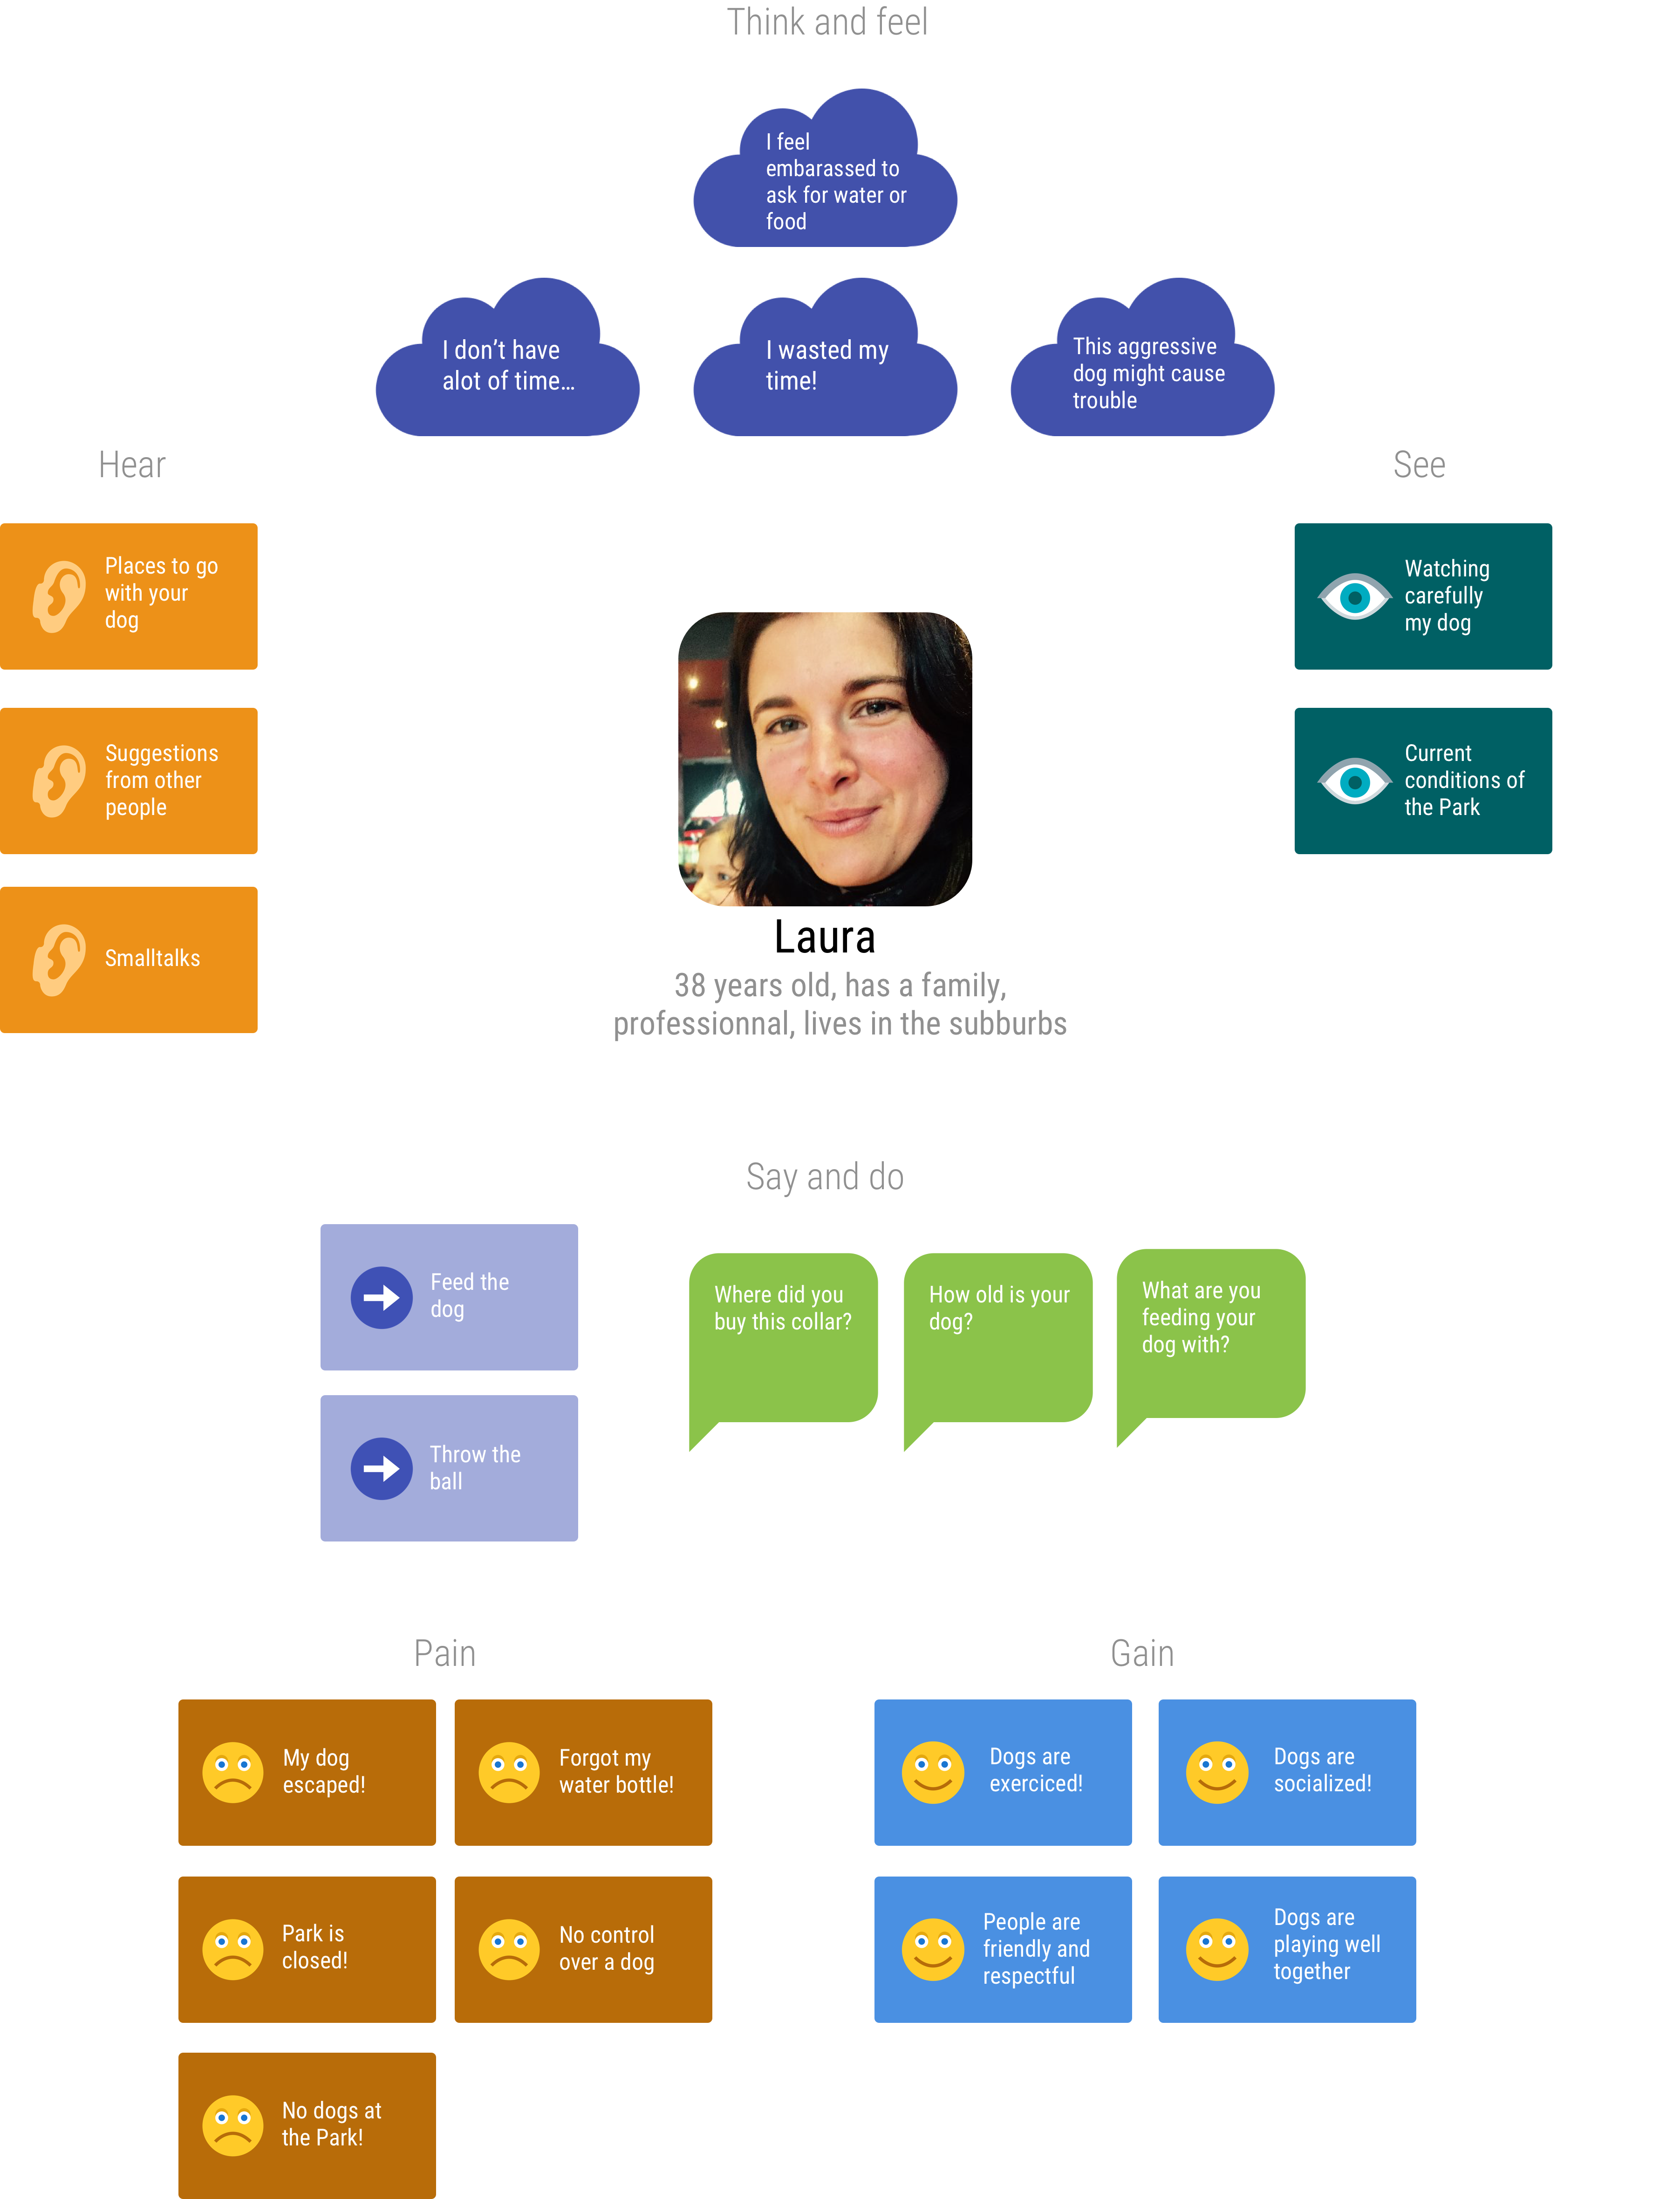 Think and feel
I feel
embarassed to
ask for water or
food
I don’t have
alot of time...
I wasted my
time!
This aggressive
dog might cause
trouble
Hear
Places to go
with your
dog
Suggestions
from other
people
Smalltalks
See
Watching
carefully
my dog
Current
conditions of
the Park
Laura
38 years old, has a family,
professionnal, lives in the subburbs
Say and do
Feed the
dog
Throw the
ball
Where did you
buy this collar?
How old is your
dog?
What are you
feeding your
dog with?
Pain
My dog
escaped!
Forgot my
water bottle!
Park is
closed!
No control
over a dog
No dogs at
the Park!
Gain
Dogs are
exerciced!
Dogs are
socialized!
People are
friendly and
respectful
Dogs are
playing well
together